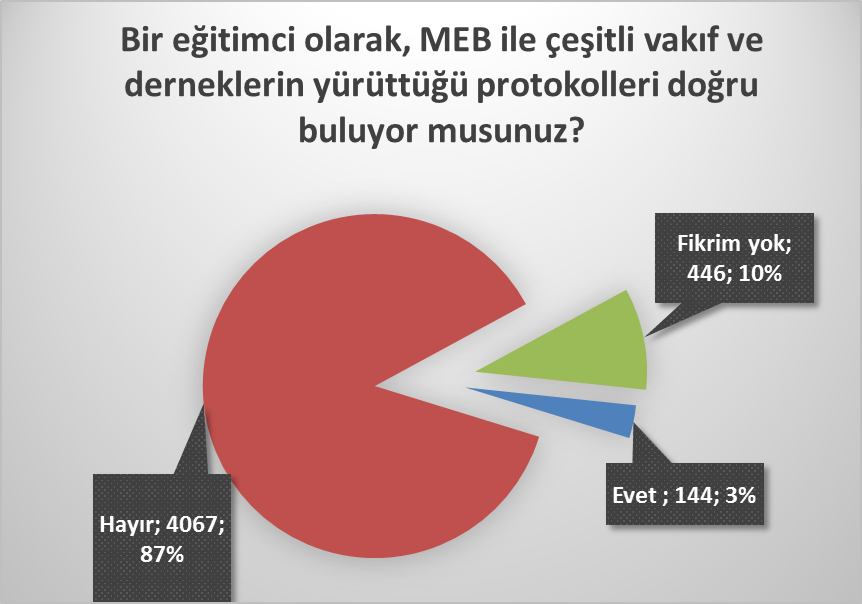 Bir eğitimci olarak, MEB ile çeşitli vakıf ve
derneklerin yürüttüğü protokolleri doğru
buluyor musunuz?
Fikrim yok;
446; 10%
Evet ; 144; 3%
Hayır; 4067;
87%